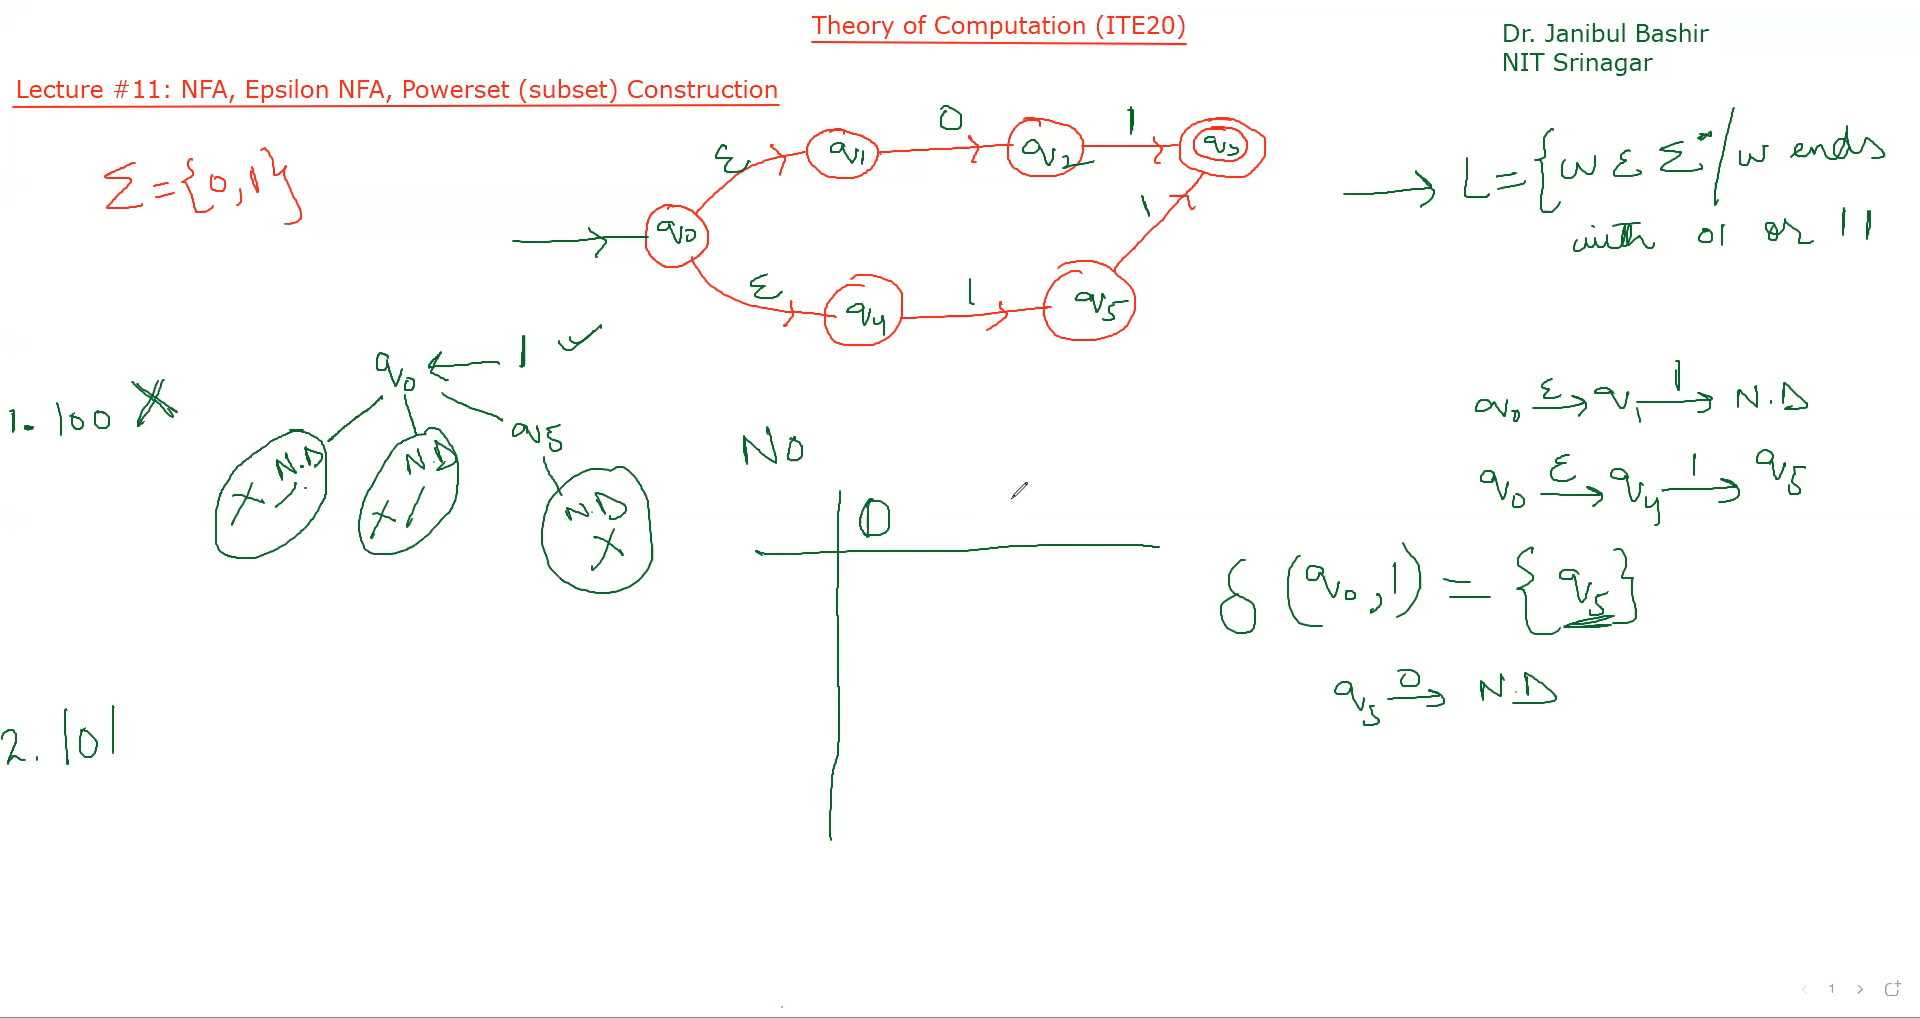 Theory of Computation (ITE20)
Dr. Janibul Bashir
NIT Srinagar
Lecture #11: NFA, Epsilon NFA, Powerset (subset) Construction
Σ = {0,1}
ε q1 0 q2 1 q3
q0
ε q4 1 q5 1
→ L = {w ε Σ* / w ends
with 01 or 11
1. 100 X
q0 ← 1 ✓
N.D
X
N.D
X
q5
N.D
X
NO
0
q0 ε→ q1 1→ N.D
q0 ε→ q4 1→ q5
δ (q0, 1) = {q5}
q5 0→ N.D
2. 101
1